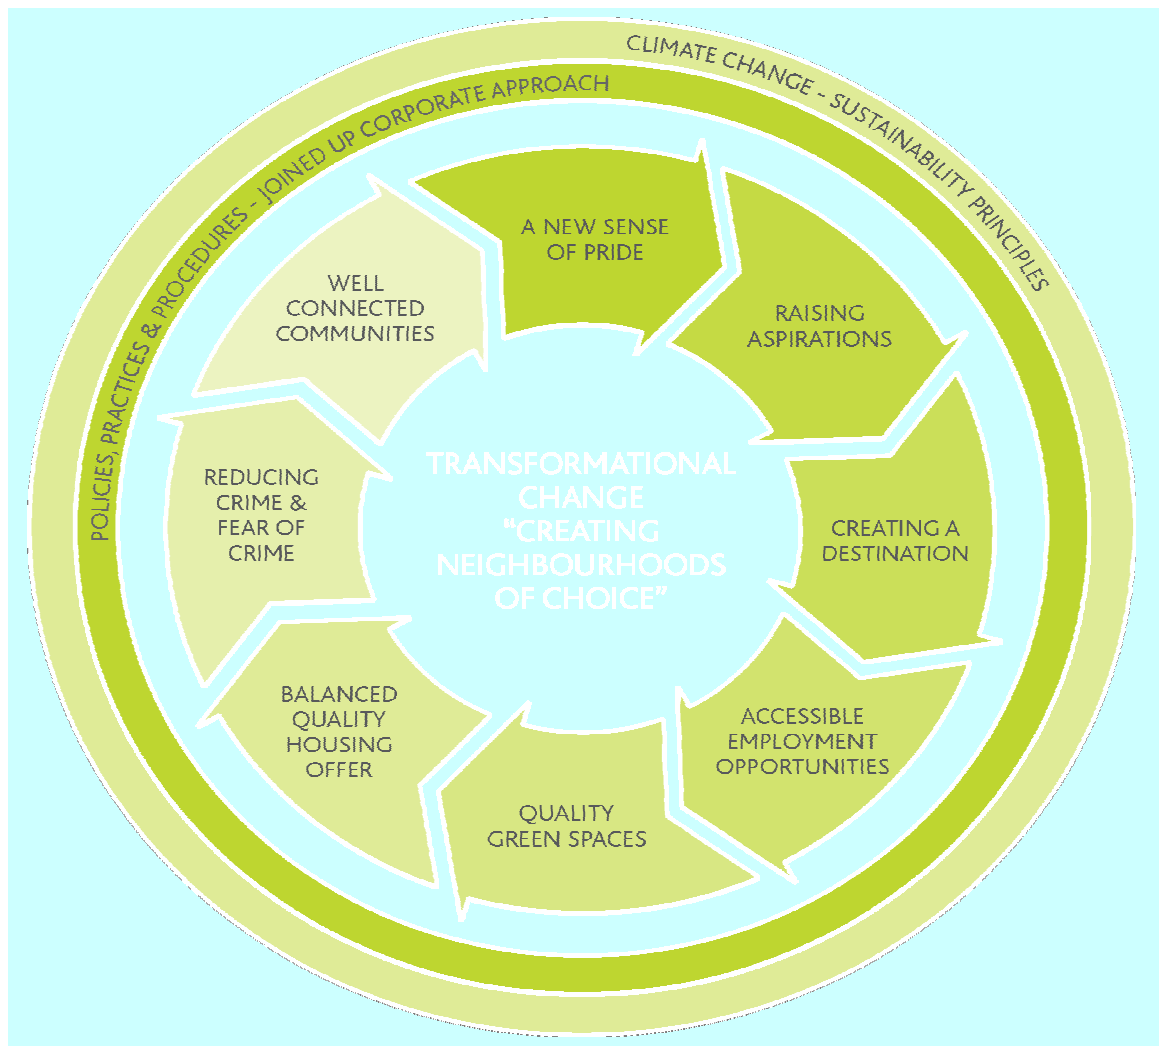 CLIMATE CHANGE - SUSTAINABILITY PRINCIPLES
POLICIES, PRACTICES & PROCEDURES - JOINED UP CORPORATE APPROACH
A NEW SENSE
OF PRIDE
RAISING
ASPIRATIONS
CREATING A
DESTINATION
ACCESSIBLE
EMPLOYMENT
OPPORTUNITIES
QUALITY
GREEN SPACES
BALANCED
QUALITY
HOUSING
OFFER
REDUCING
CRIME &
FEAR OF
CRIME
WELL
CONNECTED
COMMUNITIES
TRANSFORMATIONAL
CHANGE
“CREATING
NEIGHBOURHOODS
OF CHOICE”